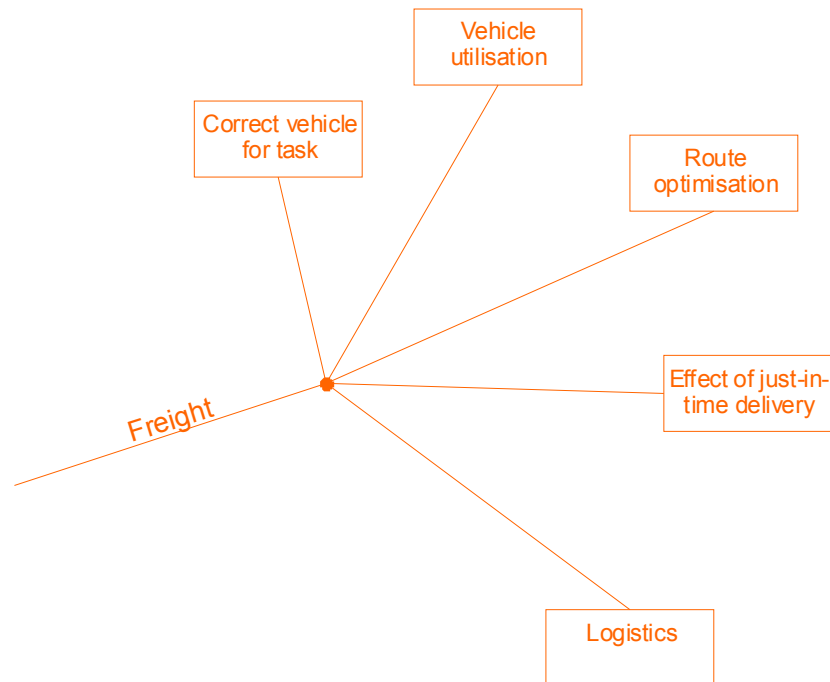 Vehicle
utilisation
Correct vehicle
for task
Route
optimisation
Effect of just-in-
time delivery
Freight
Logistics